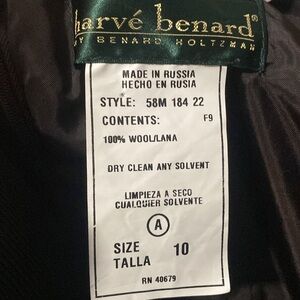 harvé benard®
BY BENARD HOLTZMAN
MADE IN RUSSIA
HECHO EN RUSIA
STYLE: 58M 184 22
CONTENTS: F9
100% WOOL/LANA
DRY CLEAN ANY SOLVENT
LIMPIEZA A SECO
CUALQUIER SOLVENTE
A
SIZE 10
TALLA
RN 40679